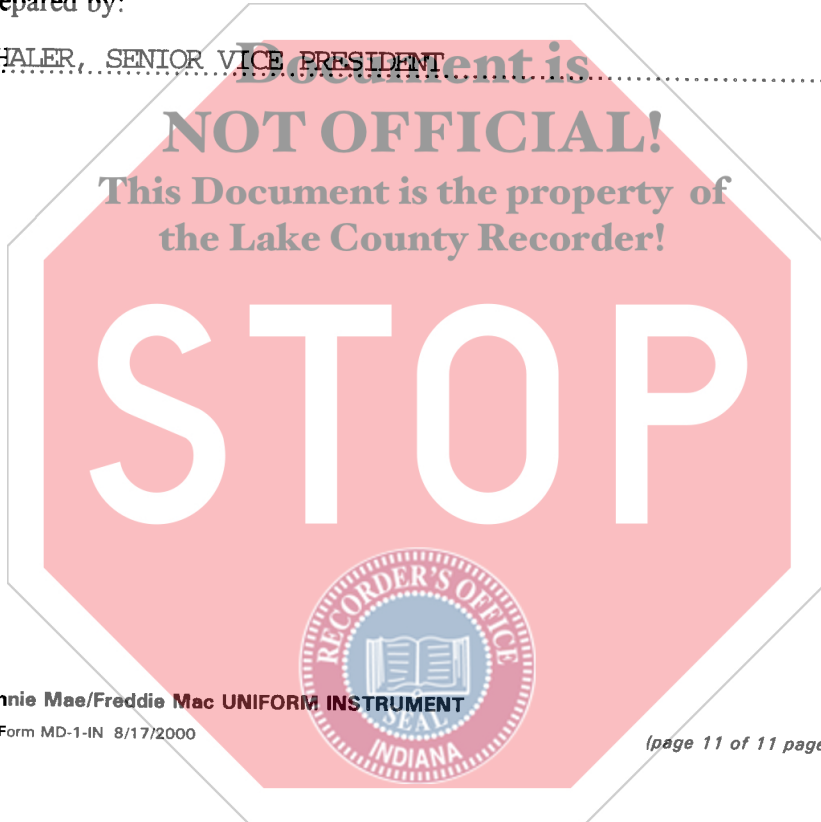 epared by:
HALER, SENIOR VICE PRESIDENT
Document is
NOT OFFICIAL!
This Document is the property of
the Lake County Recorder!
STOP
RECORDER'S OFFICE
SEAL
INDIANA
nnie Mae/Freddie Mac UNIFORM INSTRUMENT
Form MD-1-IN 8/17/2000
(page 11 of 11 page